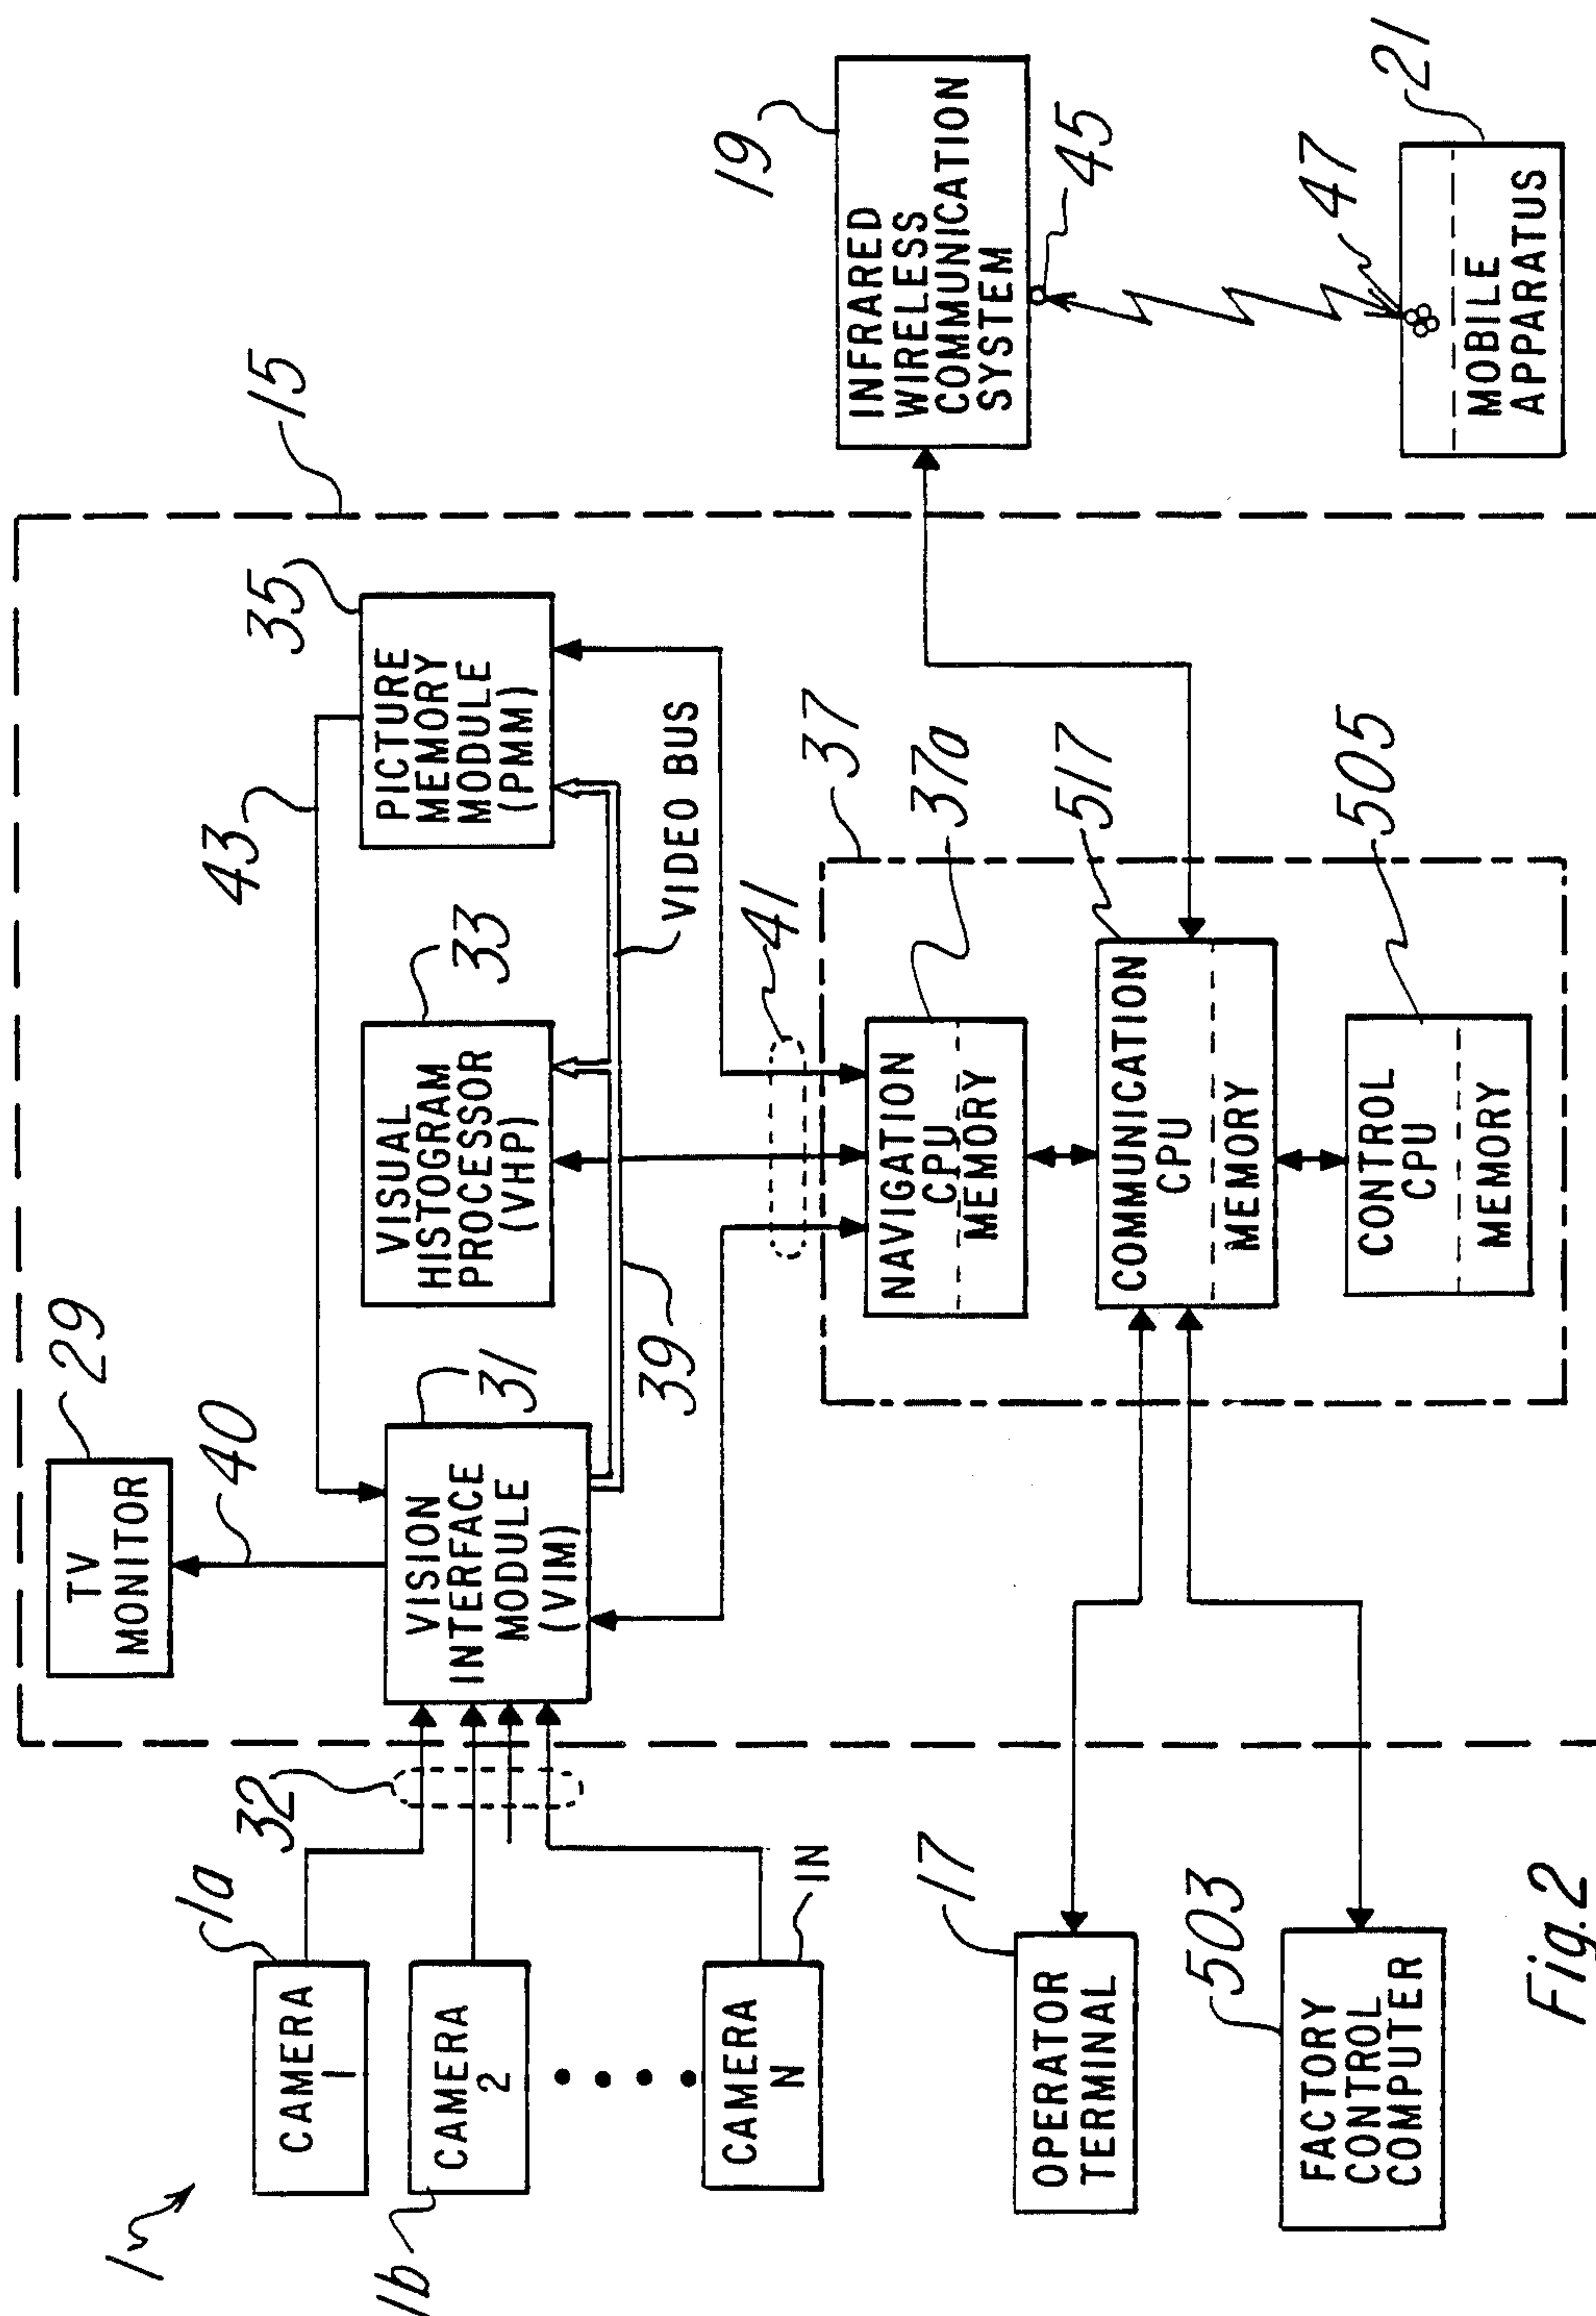 1
1a
CAMERA
1
1b
CAMERA
2
CAMERA
N
IN
32
TV
MONITOR
29
40
43
VISION
INTERFACE
MODULE
(VIM)
31
VISUAL
HISTOGRAM
PROCESSOR
(VHP)
33
PICTURE
MEMORY
MODULE
(PMM)
35
15
39
VIDEO BUS
41
37
NAVIGATION
CPU
MEMORY
37a
COMMUNICATION
CPU
MEMORY
517
CONTROL
CPU
MEMORY
505
OPERATOR
TERMINAL
17
FACTORY
CONTROL
COMPUTER
503
INFRARED
WIRELESS
COMMUNICATION
SYSTEM
19
45
47
MOBILE
APPARATUS
21
Fig.2